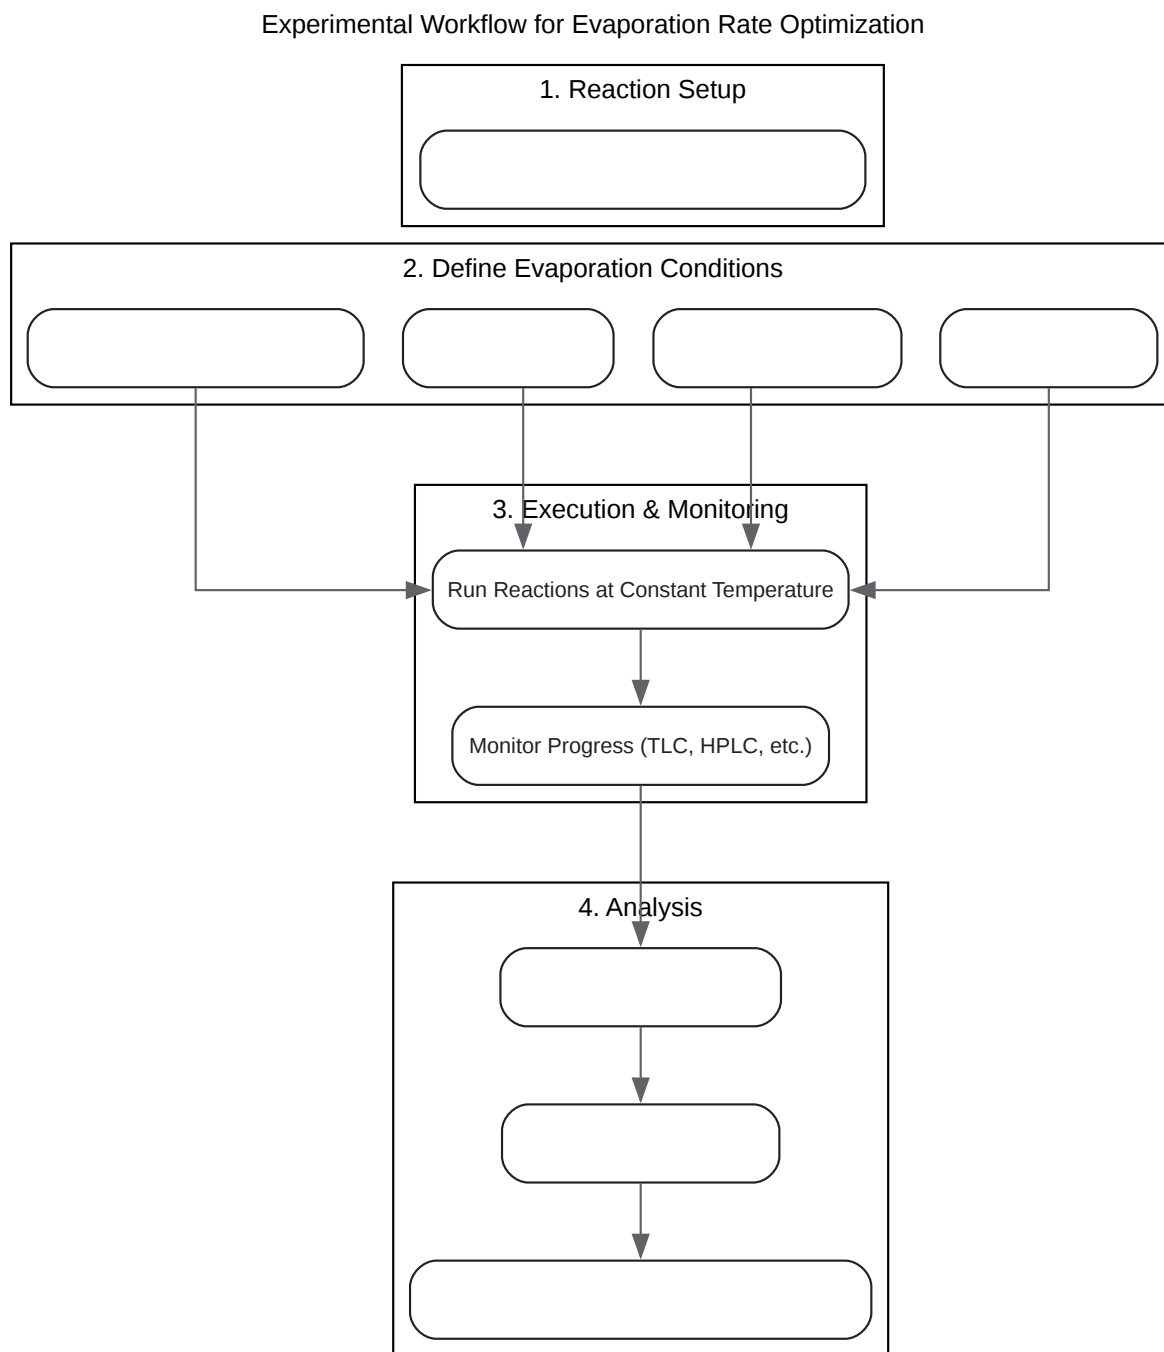 Experimental Workflow for Evaporation Rate Optimization
1. Reaction Setup
2. Define Evaporation Conditions
3. Execution & Monitoring
Run Reactions at Constant Temperature
Monitor Progress (TLC, HPLC, etc.)
4. Analysis